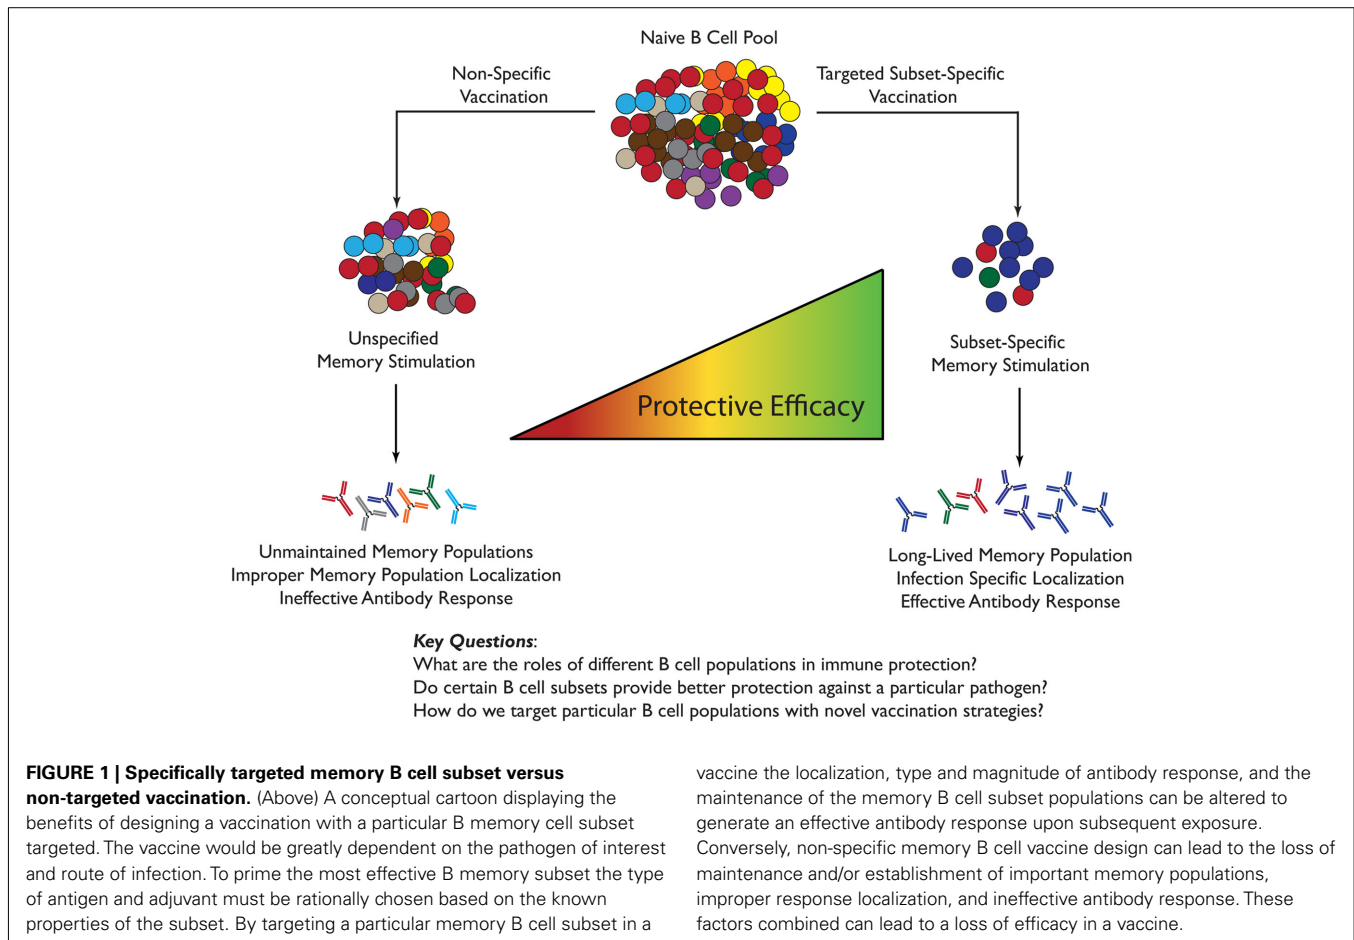 Naive B Cell Pool
Non-Specific
Vaccination
Targeted Subset-Specific
Vaccination
Unspecified
Memory Stimulation
Subset-Specific
Memory Stimulation
Protective Efficacy
Unmaintained Memory Populations
Improper Memory Population Localization
Ineffective Antibody Response
Long-Lived Memory Population
Infection Specific Localization
Effective Antibody Response
Key Questions:
What are the roles of different B cell populations in immune protection?
Do certain B cell subsets provide better protection against a particular pathogen?
How do we target particular B cell populations with novel vaccination strategies?
FIGURE 1 | Specifically targeted memory B cell subset versus
non-targeted vaccination. (Above) A conceptual cartoon displaying the
benefits of designing a vaccination with a particular B memory cell subset
targeted. The vaccine would be greatly dependent on the pathogen of interest
and route of infection. To prime the most effective B memory subset the type
of antigen and adjuvant must be rationally chosen based on the known
properties of the subset. By targeting a particular memory B cell subset in a
vaccine the localization, type and magnitude of antibody response, and the
maintenance of the memory B cell subset populations can be altered to
generate an effective antibody response upon subsequent exposure.
Conversely, non-specific memory B cell vaccine design can lead to the loss of
maintenance and/or establishment of important memory populations,
improper response localization, and ineffective antibody response. These
factors combined can lead to a loss of efficacy in a vaccine.